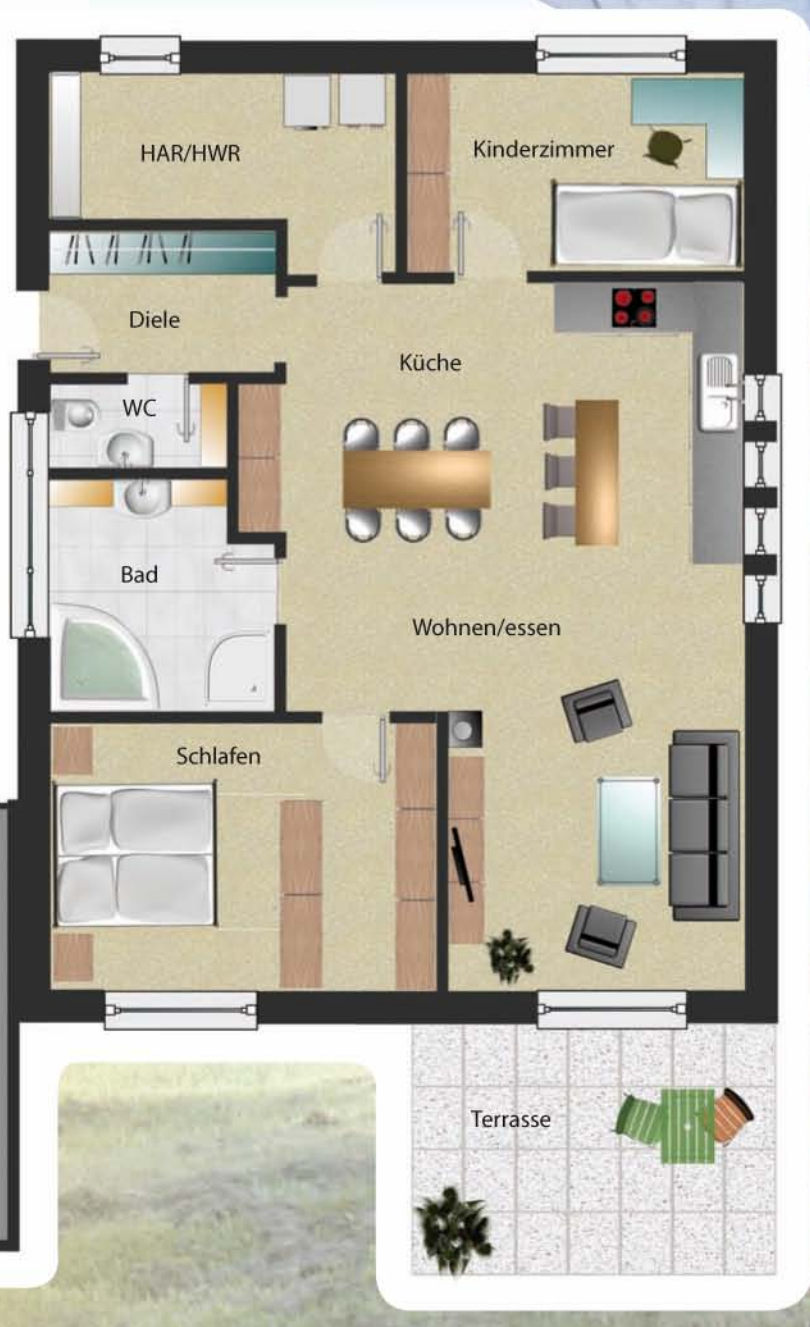 HAR/HWR
Kinderzimmer
Diele
Küche
WC
Bad
Wohnen/essen
Schlafen
Terrasse